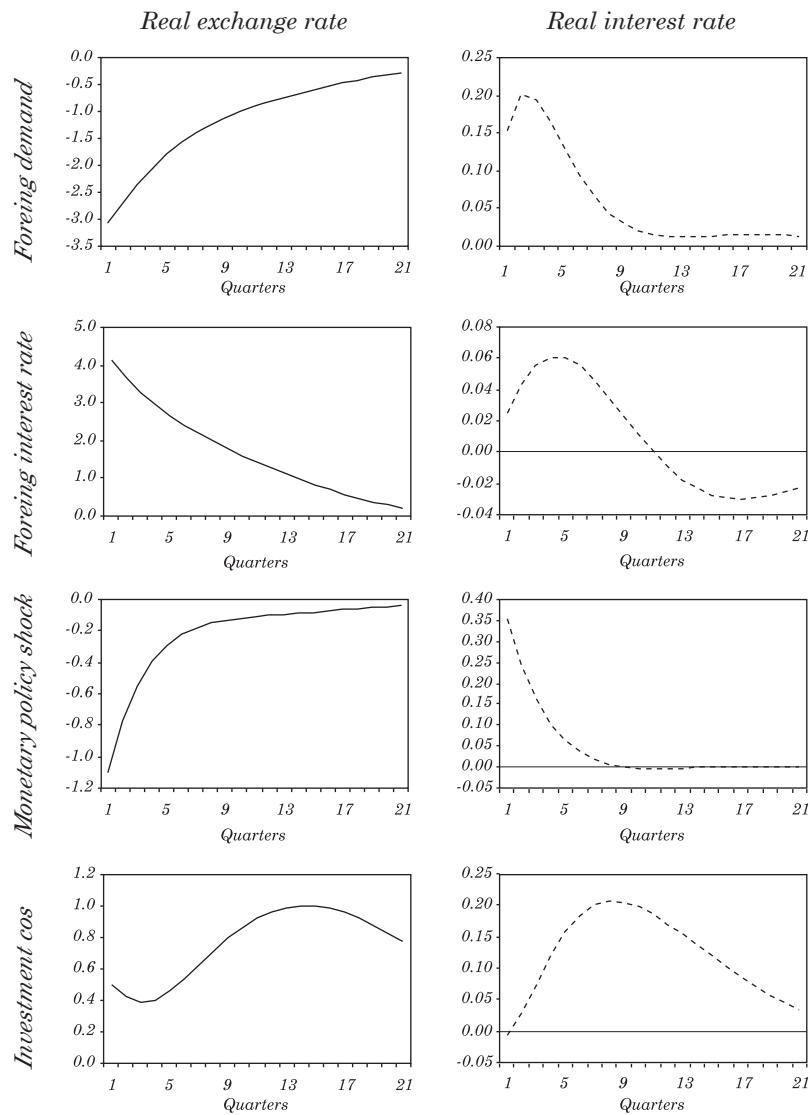 Real exchange rate
Real interest rate
Foreing demand
0.0
-0.5
-1.0
-1.5
-2.0
-2.5
-3.0
-3.5
1 5 9 13 17 21
Quarters
0.25
0.20
0.15
0.10
0.05
0.00
1 5 9 13 17 21
Quarters
Foreing interest rate
5.0
4.0
3.0
2.0
1.0
0.0
1 5 9 13 17 21
Quarters
0.08
0.06
0.04
0.02
0.00
-0.02
-0.04
1 5 9 13 17 21
Quarters
Monetary policy shock
0.0
-0.2
-0.4
-0.6
-0.8
-1.0
-1.2
1 5 9 13 17 21
Quarters
0.40
0.35
0.30
0.25
0.20
0.15
0.10
0.05
0.00
-0.05
1 5 9 13 17 21
Quarters
Investment cos
1.2
1.0
0.8
0.6
0.4
0.2
0.0
1 5 9 13 17 21
Quarters
0.25
0.20
0.15
0.10
0.05
0.00
-0.05
1 5 9 13 17 21
Quarters